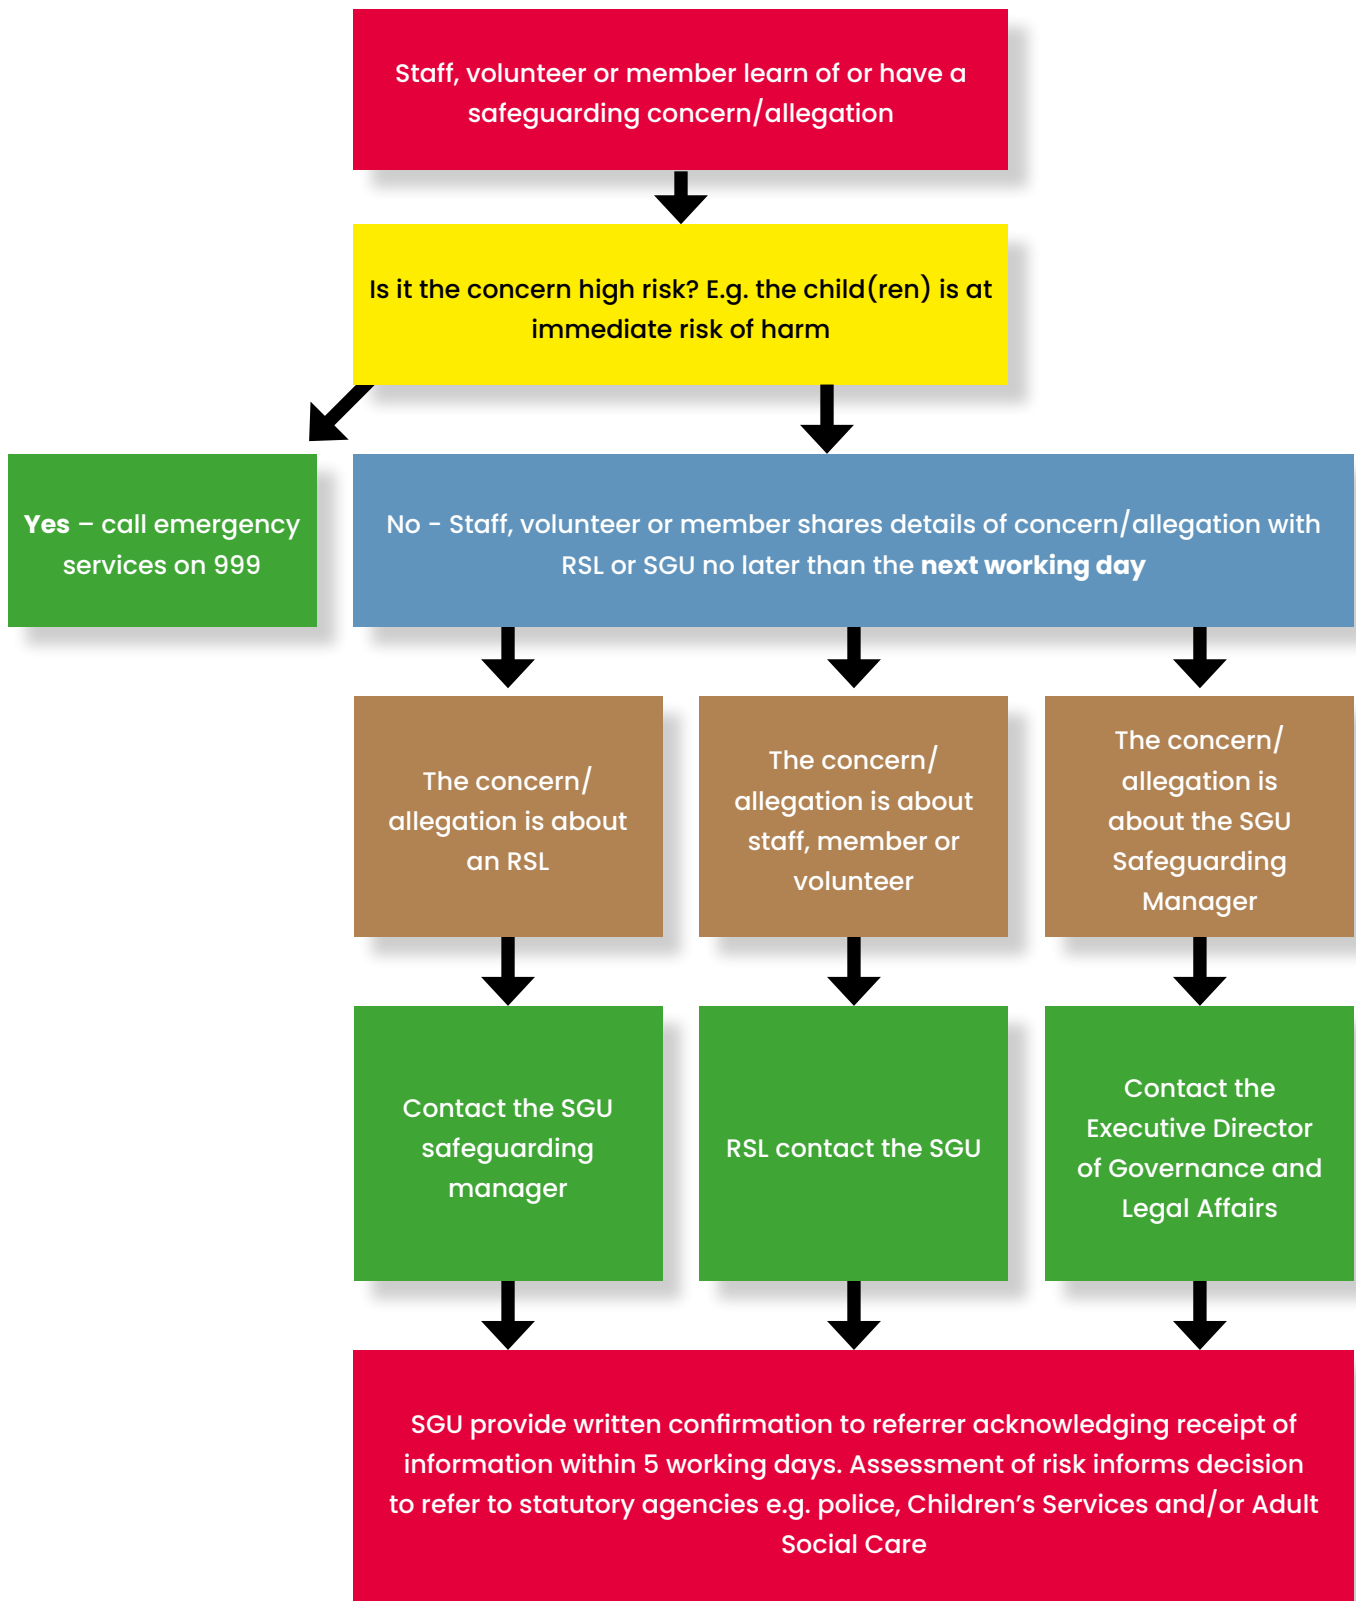 Staff, volunteer or member learn of or have a
safeguarding concern/allegation
Is it the concern high risk? E.g. the child(ren) is at
immediate risk of harm
Yes – call emergency
services on 999
No - Staff, volunteer or member shares details of concern/allegation with
RSL or SGU no later than the next working day
The concern/
allegation is about
an RSL
The concern/
allegation is about
staff, member or
volunteer
The concern/
allegation is
about the SGU
Safeguarding
Manager
Contact the SGU
safeguarding
manager
RSL contact the SGU
Contact the
Executive Director
of Governance and
Legal Affairs
SGU provide written confirmation to referrer acknowledging receipt of
information within 5 working days. Assessment of risk informs decision
to refer to statutory agencies e.g. police, Children’s Services and/or Adult
Social Care